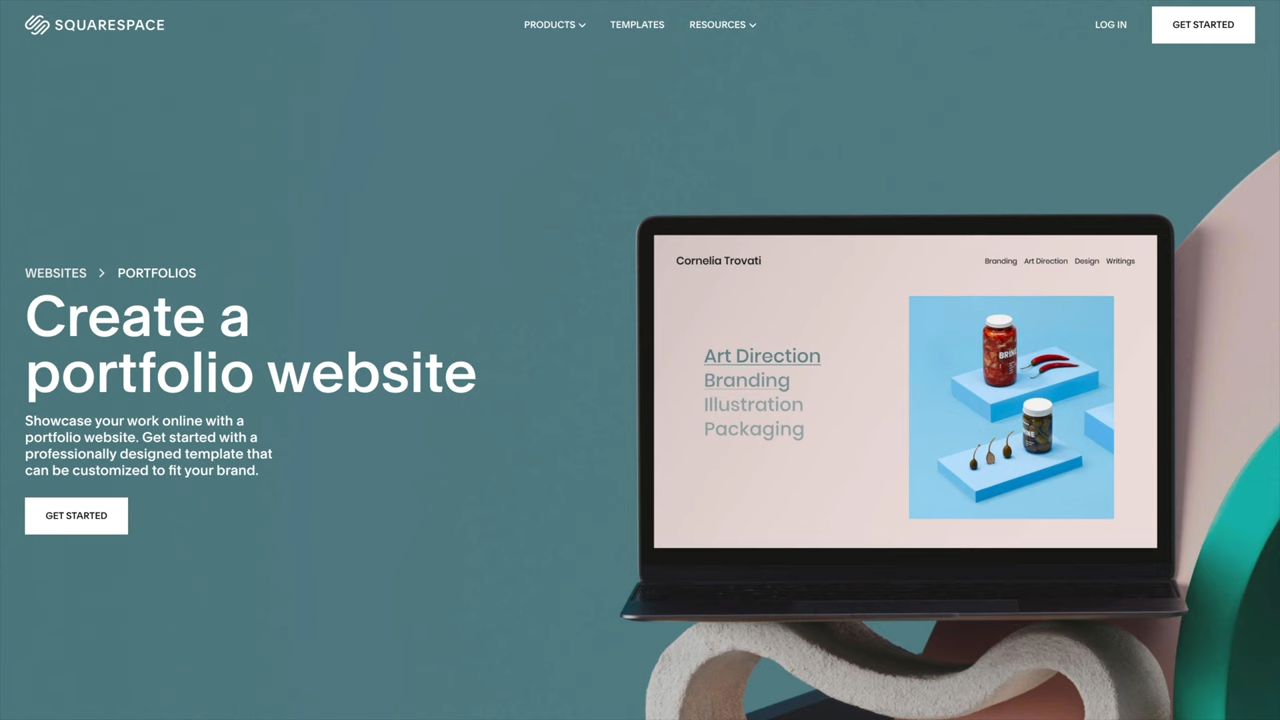 SQUARESPACE
PRODUCTS
TEMPLATES
RESOURCES
LOG IN
GET STARTED
WEBSITES > PORTFOLIOS
Create a
portfolio website
Showcase your work online with a
portfolio website. Get started with a
professionally designed template that
can be customized to fit your brand.
GET STARTED
Cornelia Trovati
Branding Art Direction Design Writings
Art Direction
Branding
Illustration
Packaging